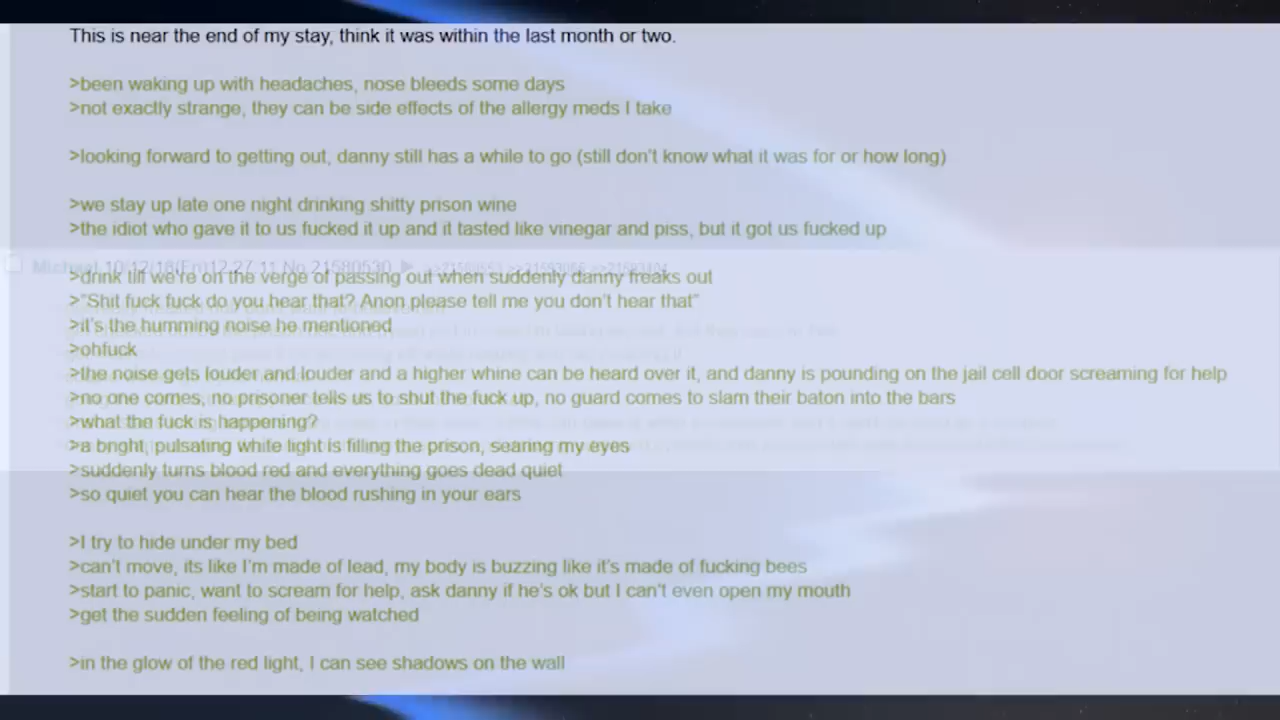 This is near the end of my stay, think it was within the last month or two.
>been waking up with headaches, nose bleeds some days
>not exactly strange, they can be side effects of the allergy meds I take
>looking forward to getting out, danny still has a while to go (still don't know what it was for or how long)
>we stay up late one night drinking shitty prison wine
>the idiot who gave it to us fucked it up and it tasted like vinegar and piss, but it got us fucked up
Michael 10/12/18(Fri)12:27:11 No.21580530
>drink till we're on the verge of passing out when suddenly danny freaks out
>"Shit fuck fuck do you hear that? Anon please tell me you don't hear that"
>it's the humming noise he mentioned
>ohfuck
>the noise gets louder and louder and a higher whine can be heard over it, and danny is pounding on the jail cell door screaming for help
>no one comes, no prisoner tells us to shut the fuck up, no guard comes to slam their baton into the bars
>what the fuck is happening?
>a bright, pulsating while light is filling the prison, searing my eyes
>suddenly turns blood red and everything goes dead quiet
>so quiet you can hear the blood rushing in your ears
>I try to hide under my bed
>can't move, its like I'm made of lead, my body is buzzing like it's made of fucking bees
>start to panic, want to scream for help, ask danny if he's ok but I can't even open my mouth
>get the sudden feeling of being watched
>in the glow of the red light, I can see shadows on the wall